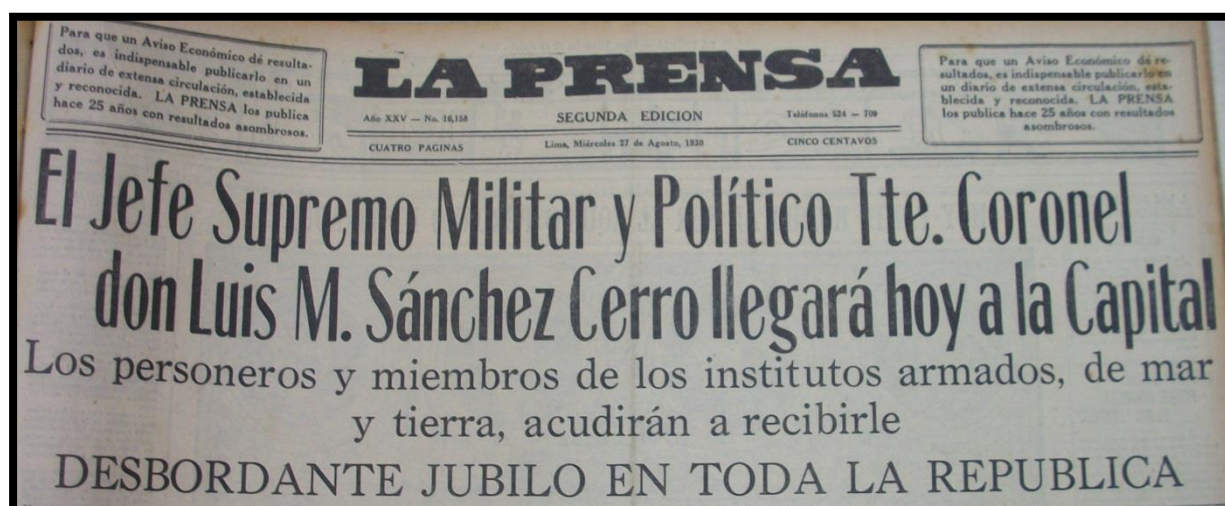 Para que un Aviso Económico dé resulta-
dos, es indispensable publicarlo en un
diario de extensa circulación, establecida
y reconocida. LA PRENSA los publica
hace 25 años con resultados asombrosos.
LA PRENSA
Año XXV — No. 16,158
SEGUNDA EDICION
Teléfonos 524 — 709
CUATRO PAGINAS
Lima, Miércoles 27 de Agosto, 1930
CINCO CENTAVOS
Para que un Aviso Económico dé re-
sultados, es indispensable publicarlo en
un diario de extensa circulación, esta-
blecida y reconocida. LA PRENSA
los publica hace 25 años con resultados
asombrosos.
El Jefe Supremo Militar y Político Tte. Coronel
don Luis M. Sánchez Cerro llegará hoy a la Capital
Los personeros y miembros de los institutos armados, de mar
y tierra, acudirán a recibirle
DESBORDANTE JUBILO EN TODA LA REPUBLICA